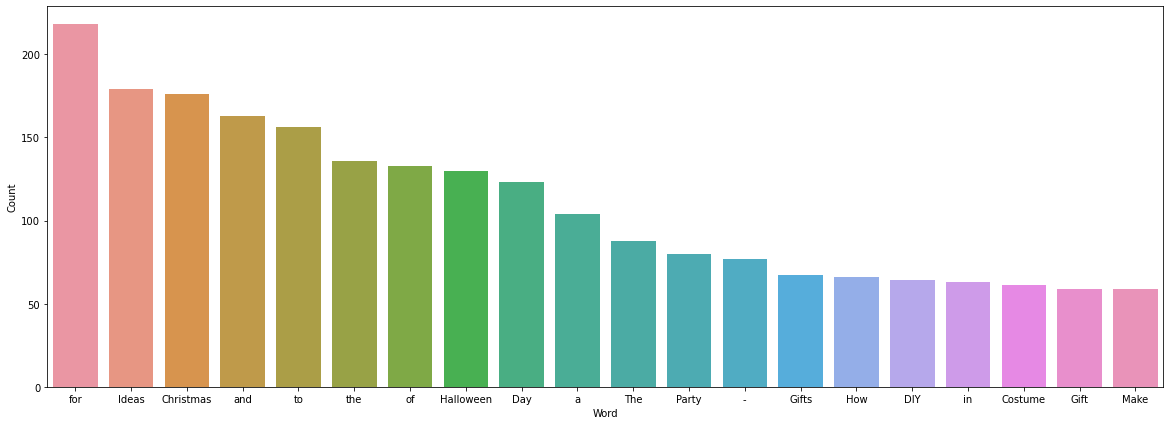 200
150
100
50
0
Count
for Ideas Christmas and to the of Halloween Day a The Party - Gifts How DIY in Costume Gift Make
Word